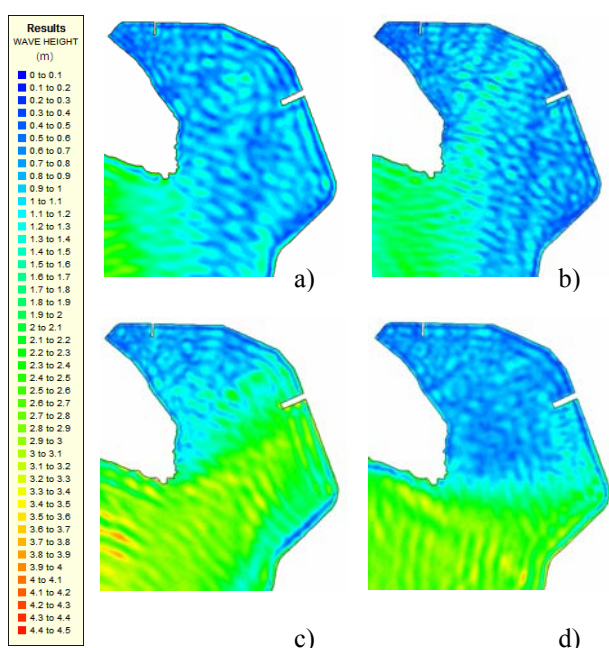 Results
WAVE HEIGHT
(m)
0 to 0.1
0.1 to 0.2
0.2 to 0.3
0.3 to 0.4
0.4 to 0.5
0.5 to 0.6
0.6 to 0.7
0.7 to 0.8
0.8 to 0.9
0.9 to 1
1 to 1.1
1.1 to 1.2
1.2 to 1.3
1.3 to 1.4
1.4 to 1.5
1.5 to 1.6
1.6 to 1.7
1.7 to 1.8
1.8 to 1.9
1.9 to 2
2 to 2.1
2.1 to 2.2
2.2 to 2.3
2.3 to 2.4
2.4 to 2.5
2.5 to 2.6
2.6 to 2.7
2.7 to 2.8
2.8 to 2.9
2.9 to 3
3 to 3.1
3.1 to 3.2
3.2 to 3.3
3.3 to 3.4
3.4 to 3.5
3.5 to 3.6
3.6 to 3.7
3.7 to 3.8
3.8 to 3.9
3.9 to 4
4 to 4.1
4.1 to 4.2
4.2 to 4.3
4.3 to 4.4
4.4 to 4.5
a)
b)
c)
d)